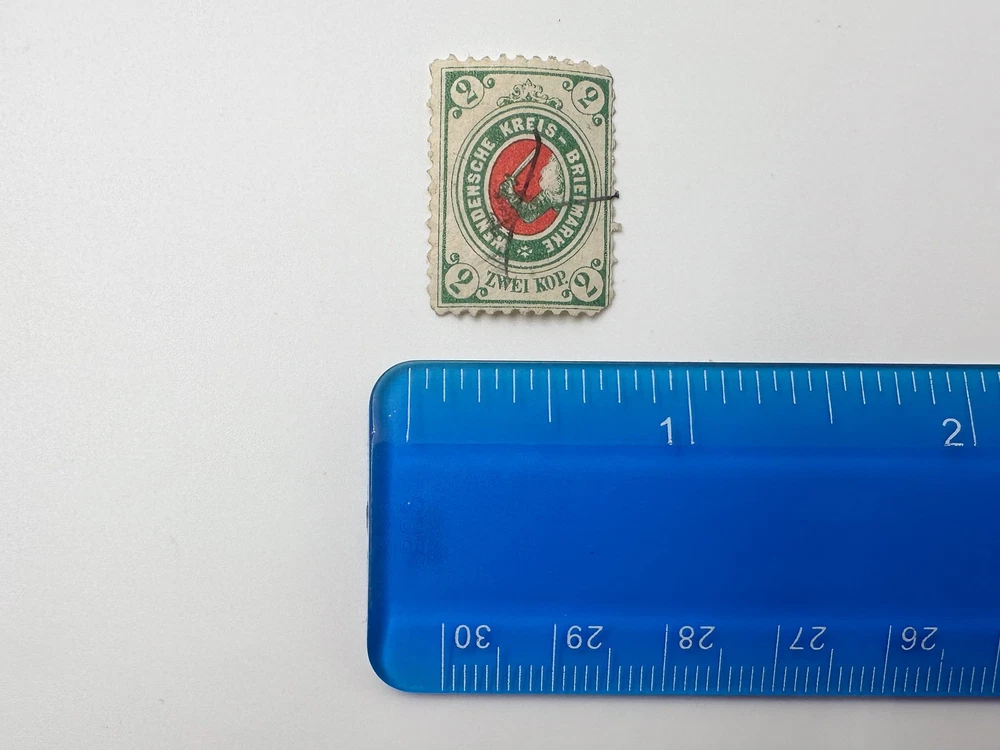 2 2
WENDENSCHE KREIS-BRIEFMARKE
ZWEI KOP.
2 2
1 2
30 29 28 27 26